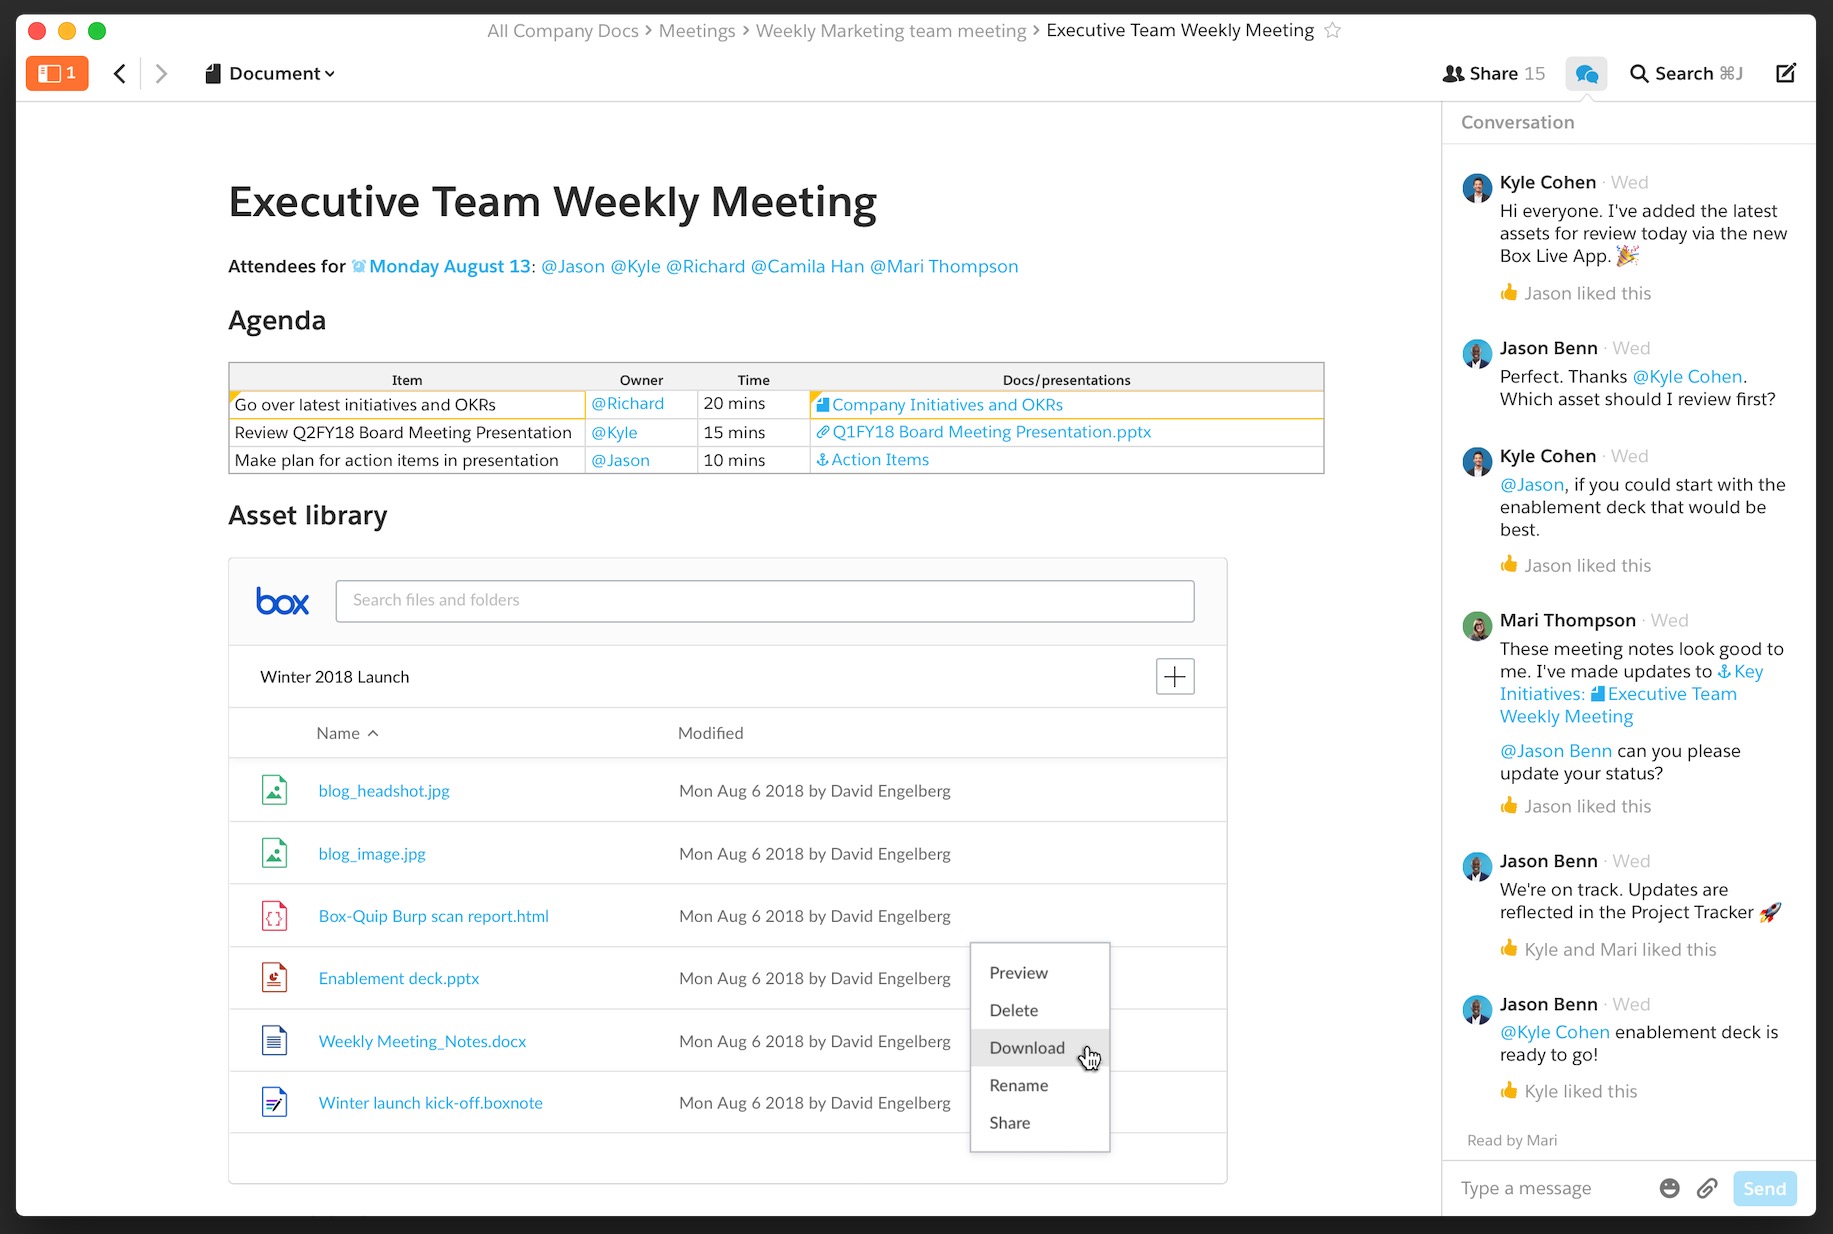 All Company Docs > Meetings > Weekly Marketing team meeting > Executive Team Weekly Meeting
1
Document
Share 15
Search ⌘J
Executive Team Weekly Meeting
Attendees for Monday August 13: @Jason @Kyle @Richard @Camila Han @Mari Thompson
Agenda
Item Owner Time Docs/presentations
Go over latest initiatives and OKRs @Richard 20 mins Company Initiatives and OKRs
Review Q2FY18 Board Meeting Presentation @Kyle 15 mins Q1FY18 Board Meeting Presentation.pptx
Make plan for action items in presentation @Jason 10 mins Action Items
Asset library
box
Search files and folders
Winter 2018 Launch
Name Modified
blog_headshot.jpg Mon Aug 6 2018 by David Engelberg
blog_image.jpg Mon Aug 6 2018 by David Engelberg
Box-Quip Burp scan report.html Mon Aug 6 2018 by David Engelberg
Enablement deck.pptx Mon Aug 6 2018 by David Engelberg
Weekly Meeting_Notes.docx Mon Aug 6 2018 by David Engelberg
Winter launch kick-off.boxnote Mon Aug 6 2018 by David Engelberg
Preview
Delete
Download
Rename
Share
Conversation
Kyle Cohen · Wed
Hi everyone. I've added the latest
assets for review today via the new
Box Live App. 🎉
👍 Jason liked this
Jason Benn · Wed
Perfect. Thanks @Kyle Cohen.
Which asset should I review first?
Kyle Cohen · Wed
@Jason, if you could start with the
enablement deck that would be
best.
👍 Jason liked this
Mari Thompson · Wed
These meeting notes look good to
me. I've made updates to Key
Initiatives: Executive Team
Weekly Meeting
@Jason Benn can you please
update your status?
👍 Jason liked this
Jason Benn · Wed
We're on track. Updates are
reflected in the Project Tracker 🚀
👍 Kyle and Mari liked this
Jason Benn · Wed
@Kyle Cohen enablement deck is
ready to go!
👍 Kyle liked this
Read by Mari
Type a message
Send